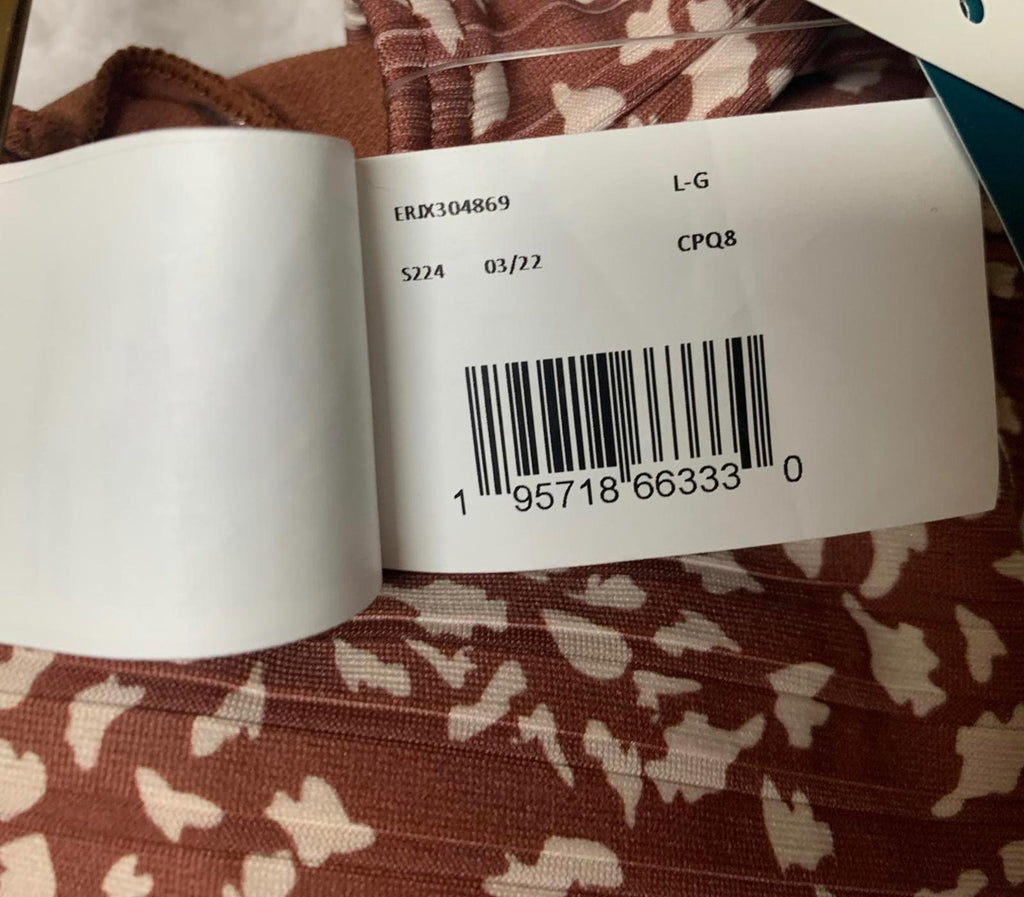 ERJX304869 L-G
S224 03/22 CPQ8
1 95718 66333 0